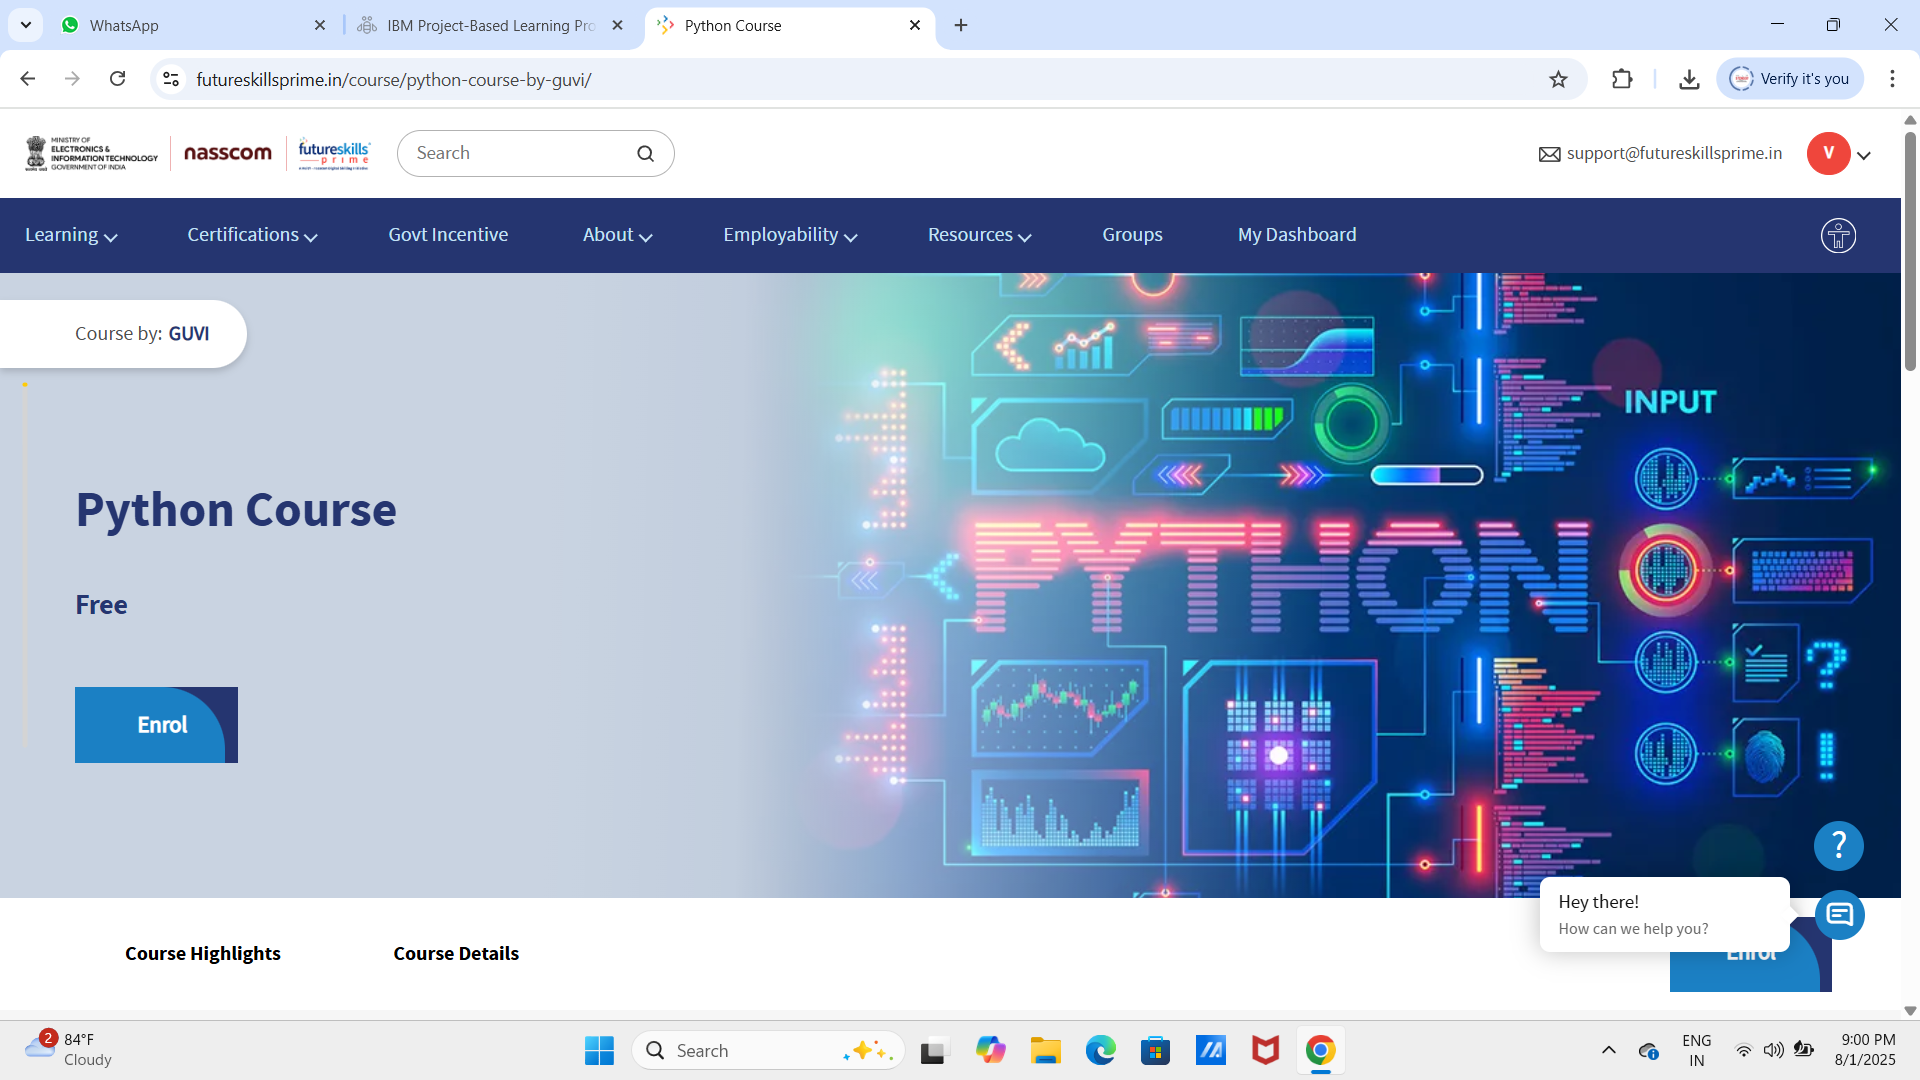 WhatsApp
IBM Project-Based Learning Pro
Python Course
futureskillsprime.in/course/python-course-by-guvi/
Verify it's you
MINISTRY OF
ELECTRONICS &
INFORMATION TECHNOLOGY
GOVERNMENT OF INDIA
nasscom
futureskills
prime
Search
support@futureskillsprime.in
V
Learning
Certifications
Govt Incentive
About
Employability
Resources
Groups
My Dashboard
Course by: GUVI
INPUT
PYTHON
?
!
Python Course
Free
Enrol
?
Hey there!
How can we help you?
Course Highlights
Course Details
Enrol
2
84°F
Cloudy
Search
ENG
IN
9:00 PM
8/1/2025